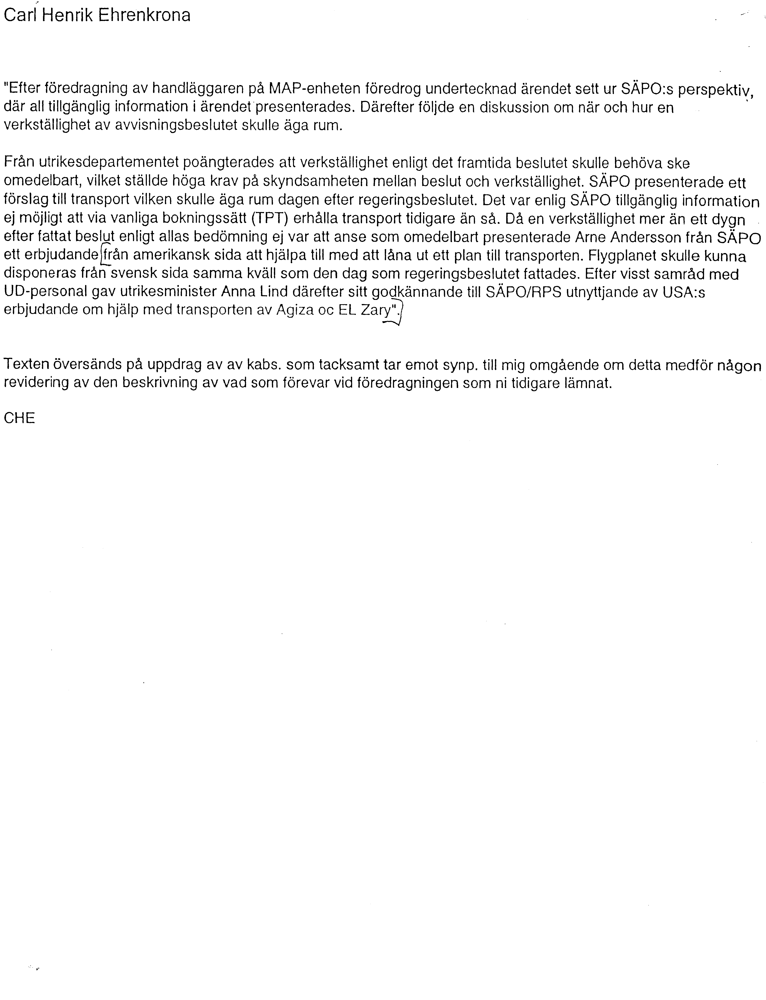 Carl Henrik Ehrenkrona
"Efter föredragning av handläggaren på MAP-enheten föredrog undertecknad ärendet sett ur SÄPO:s perspektiv,
där all tillgänglig information i ärendet presenterades. Därefter följde en diskussion om när och hur en
verkställighet av avvisningsbeslutet skulle äga rum.
Från utrikesdepartementet poängterades att verkställighet enligt det framtida beslutet skulle behöva ske
omedelbart, vilket ställde höga krav på skyndsamheten mellan beslut och verkställighet. SÄPO presenterade ett
förslag till transport vilken skulle äga rum dagen efter regeringsbeslutet. Det var enlig SÄPO tillgänglig information
ej möjligt att via vanliga bokningssätt (TPT) erhålla transport tidigare än så. Då en verkställighet mer än ett dygn
efter fattat beslut enligt allas bedömning ej var att anse som omedelbart presenterade Arne Andersson från SÄPO
ett erbjudande från amerikansk sida att hjälpa till med att låna ut ett plan till transporten. Flygplanet skulle kunna
disponeras från svensk sida samma kväll som den dag som regeringsbeslutet fattades. Efter visst samråd med
UD-personal gav utrikesminister Anna Lind därefter sitt godkännande till SÄPO/RPS utnyttjande av USA:s
erbjudande om hjälp med transporten av Agiza oc EL Zary".
Texten översänds på uppdrag av av kabs. som tacksamt tar emot synp. till mig omgående om detta medför någon
revidering av den beskrivning av vad som förevar vid föredragningen som ni tidigare lämnat.
CHE